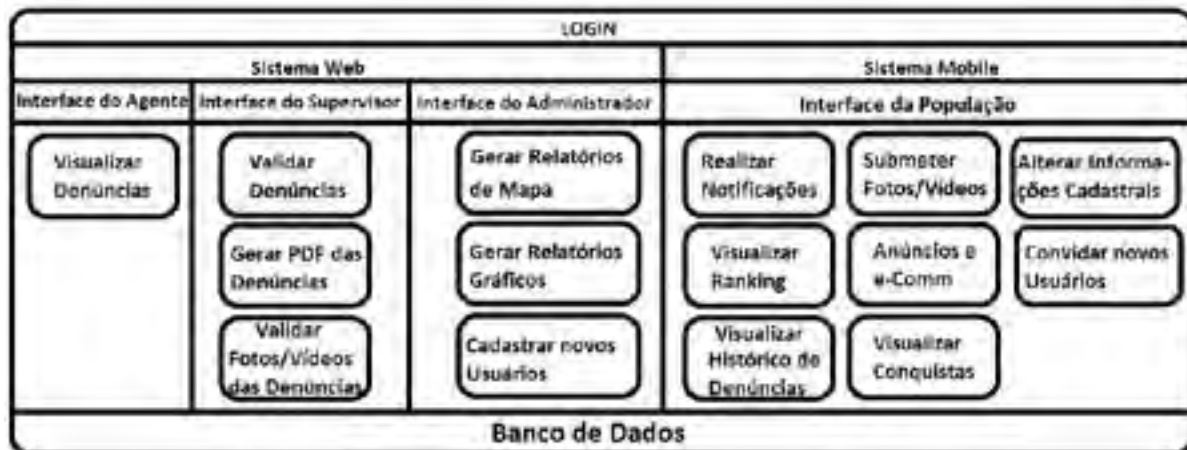 LOGIN
Sistema Web
Sistema Mobile
Interface do Agente
Interface do Supervisor
Interface do Administrador
Interface da População
Visualizar
Denúncias
Validar
Denúncias
Gerar PDF das
Denúncias
Validar
Fotos/Vídeos
das Denúncias
Gerar Relatórios
de Mapa
Gerar Relatórios
Gráficos
Cadastrar novos
Usuários
Realizar
Notificações
Submeter
Fotos/Vídeos
Alterar Informa-
ções Cadastrais
Visualizar
Ranking
Anúncios e
e-Comm
Convidar novos
Usuários
Visualizar
Histórico de
Denúncias
Visualizar
Conquistas
Banco de Dados